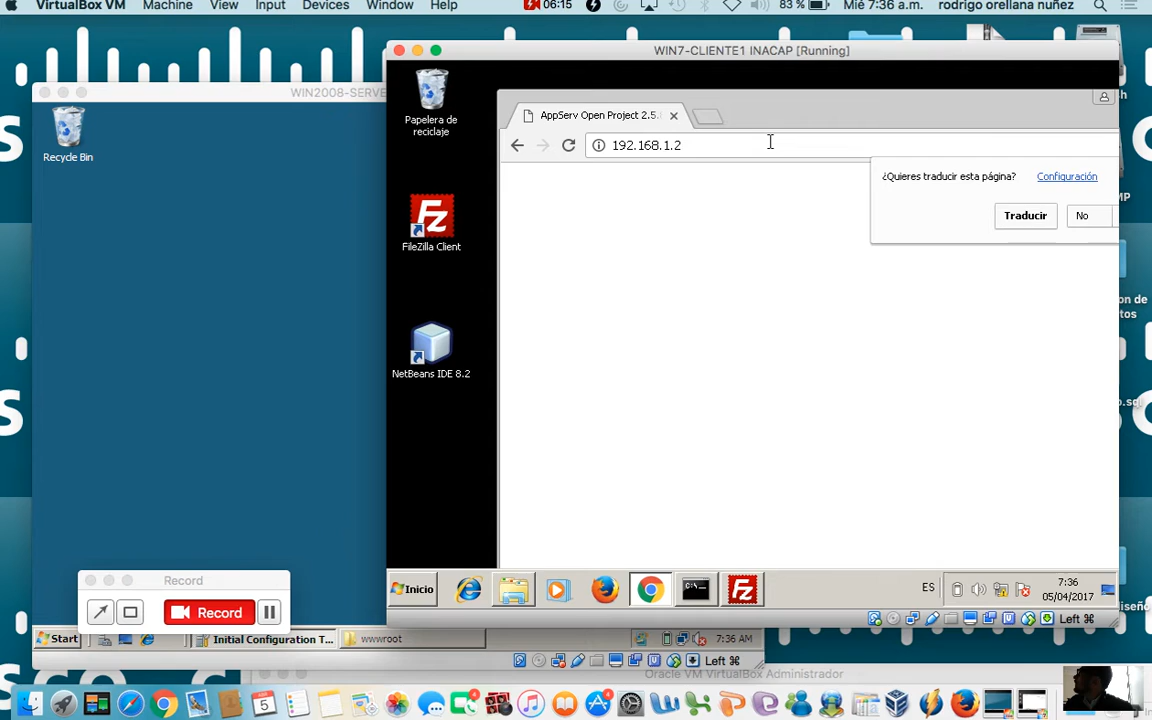 VirtualBox VM Machine View Input Devices Window Help 06:15 83 % Mié 7:36 a.m. rodrigo orellana nuñez
WIN7-CLIENTE1 INACAP [Running]
WIN2008-SERVE
Recycle Bin
Papelera de
reciclaje
FileZilla Client
NetBeans IDE 8.2
AppServ Open Project 2.5.
192.168.1.2
¿Quieres traducir esta página? Configuración
Traducir No
Inicio
ES
7:36
05/04/2017
Left ⌘
Record
Record
Start Initial Configuration T... wwwroot 7:36 AM
Left ⌘
Oracle VM VirtualBox Administrador